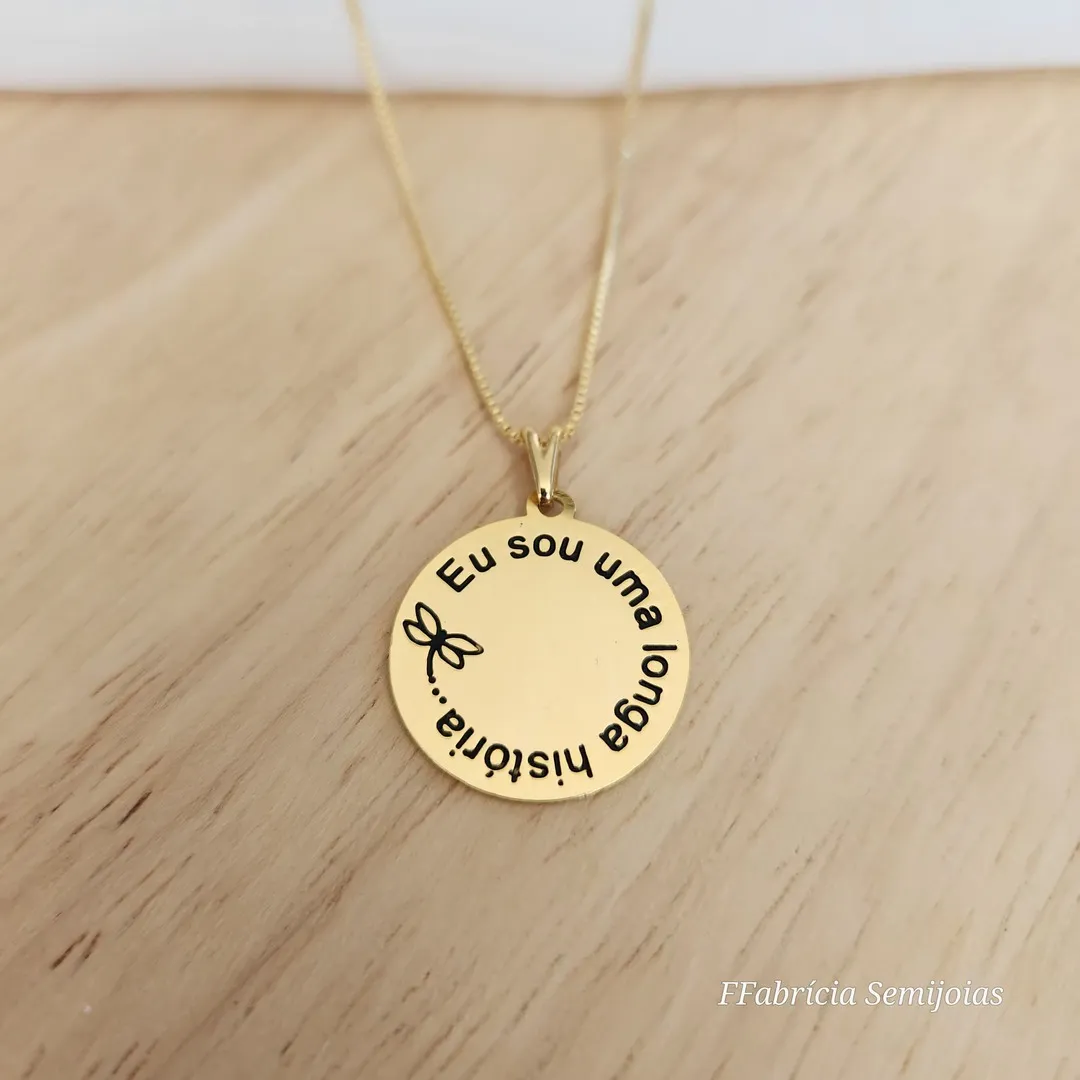 Eu sou uma longa história...
FFabrícia Semijoias